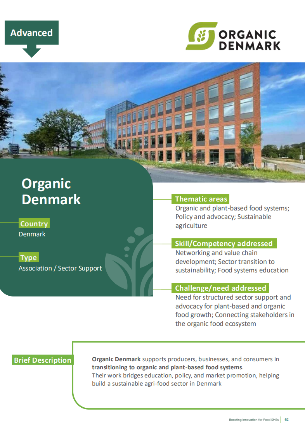 Advanced
ORGANIC
DENMARK
Organic
Denmark
Country
Denmark
Type
Association / Sector Support
Thematic areas
Organic and plant-based food systems;
Policy and advocacy; Sustainable
agriculture
Skill/Competency addressed
Networking and value chain
development; Sector transition to
sustainability; Food systems education
Challenge/need addressed
Need for structured sector support and
advocacy for plant-based and organic
food growth; Connecting stakeholders in
the organic food ecosystem
Brief Description
Organic Denmark supports producers, businesses, and consumers in
transitioning to organic and plant-based food systems.
Their work bridges education, policy, and market promotion, helping
build a sustainable agri-food sector in Denmark